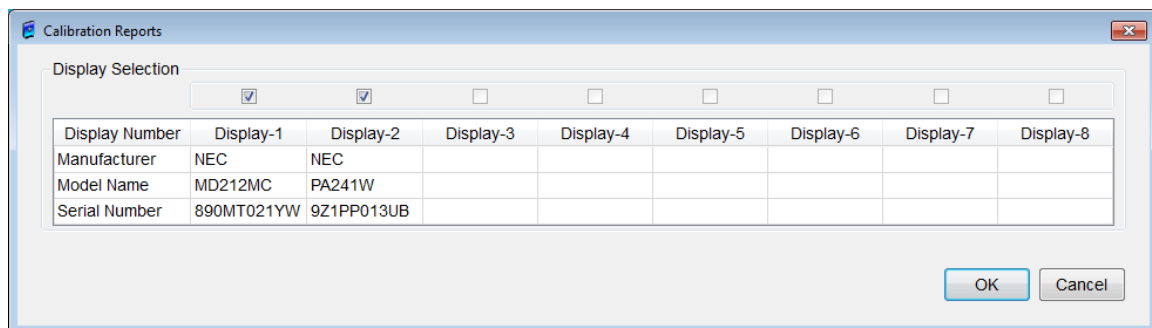 Calibration Reports
Display Selection
Display Number Display-1 Display-2 Display-3 Display-4 Display-5 Display-6 Display-7 Display-8
Manufacturer NEC NEC
Model Name MD212MC PA241W
Serial Number 890MT021YW 9Z1PP013UB
OK Cancel